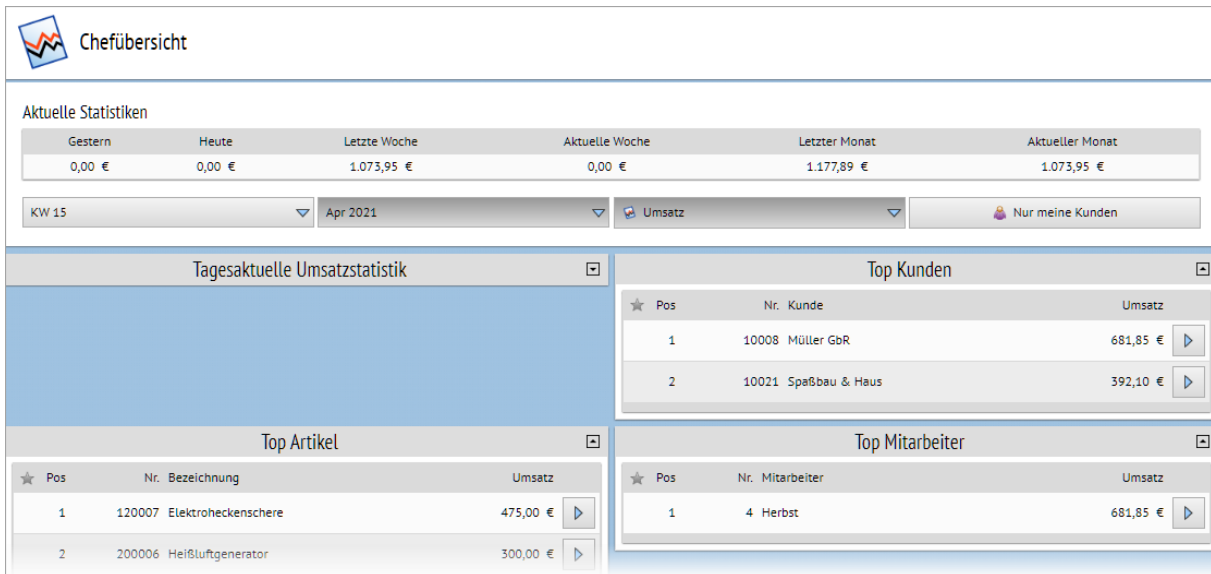 Chefübersicht
Aktuelle Statistiken
Gestern Heute Letzte Woche Aktuelle Woche Letzter Monat Aktueller Monat
0,00 € 0,00 € 1.073,95 € 0,00 € 1.177,89 € 1.073,95 €
KW 15 Apr 2021 Umsatz Nur meine Kunden
Tagesaktuelle Umsatzstatistik
Top Kunden
Pos Nr. Kunde Umsatz
1 10008 Müller GbR 681,85 €
2 10021 Spaßbau & Haus 392,10 €
Top Artikel
Pos Nr. Bezeichnung Umsatz
1 120007 Elektroheckenschere 475,00 €
2 200006 Heißluftgenerator 300,00 €
Top Mitarbeiter
Pos Nr. Mitarbeiter Umsatz
1 4 Herbst 681,85 €